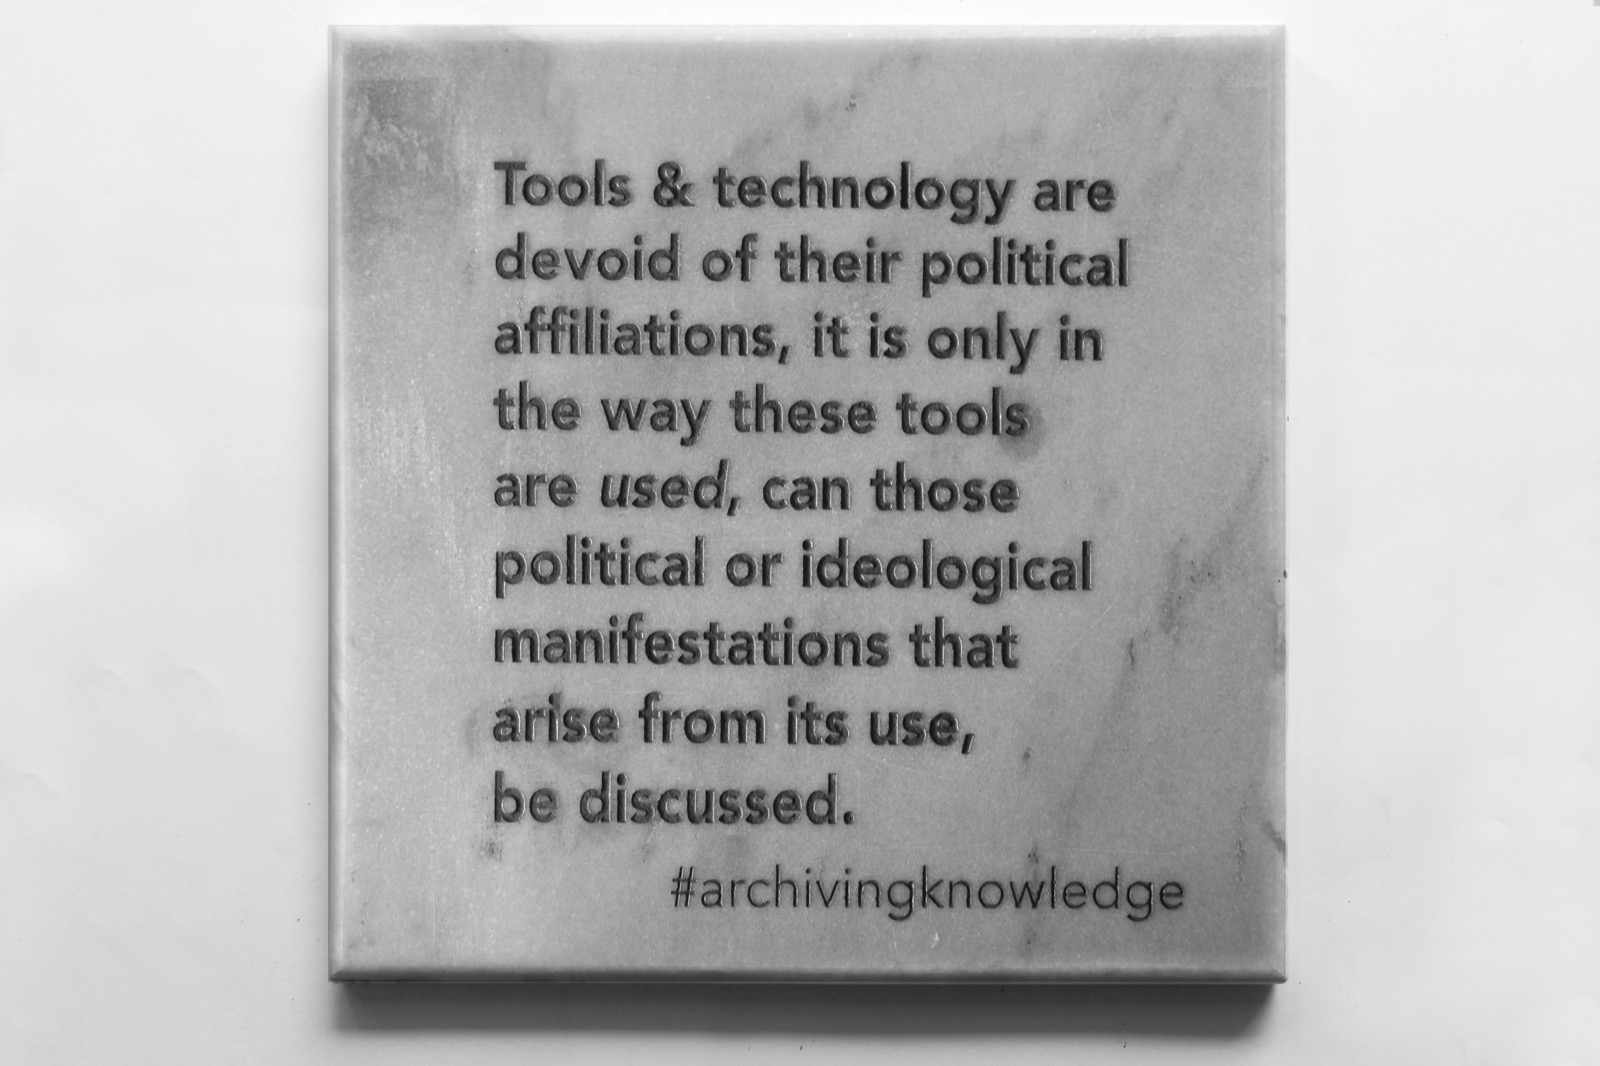 Tools & technology are
devoid of their political
affiliations, it is only in
the way these tools
are used, can those
political or ideological
manifestations that
arise from its use,
be discussed.
#archivingknowledge